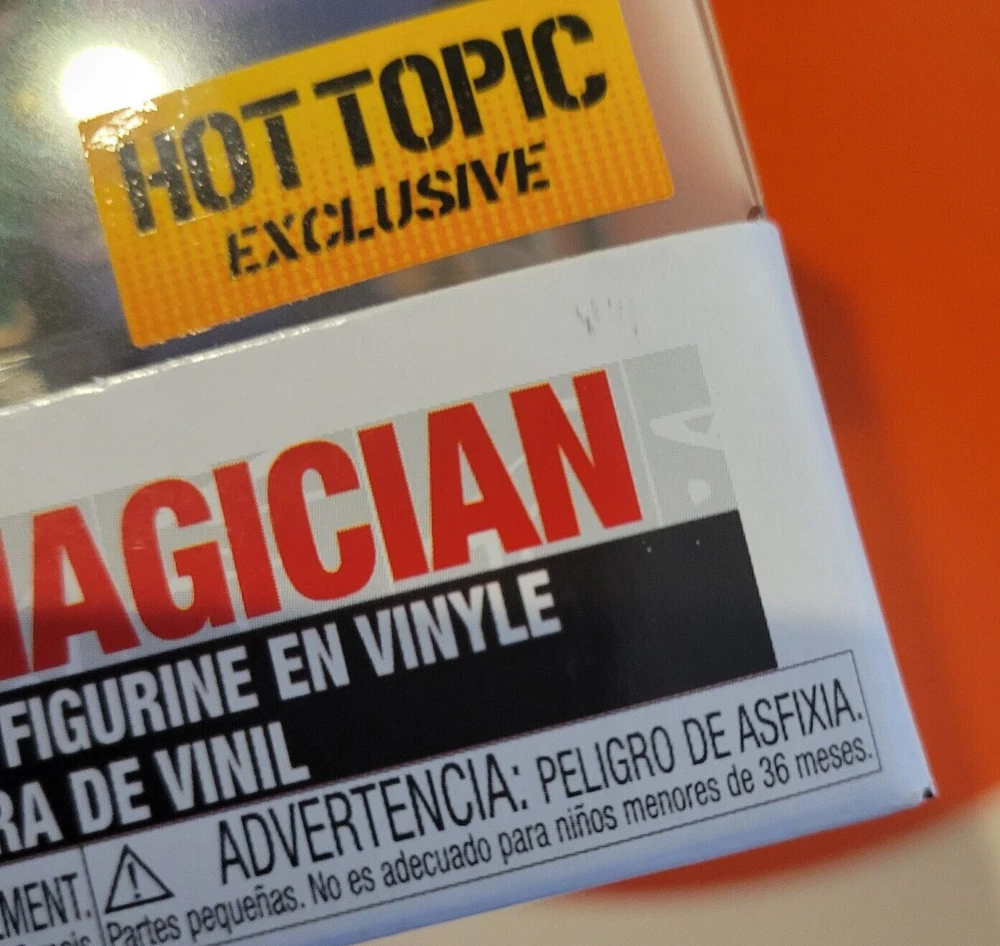 HOT TOPIC
EXCLUSIVE
MAGICIAN
FIGURINE EN VINYLE
RA DE VINIL
ADVERTENCIA: PELIGRO DE ASFIXIA.
Partes pequeñas. No es adecuado para niños menores de 36 meses.
MENT.